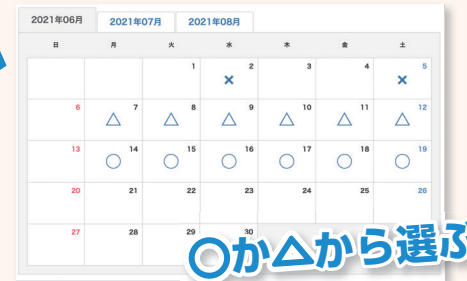 2021年06月 2021年07月 2021年08月
日 月 火 水 木 金 土
1 2 3 4 5
× ×
6 7 8 9 10 11 12
△ △ △ △ △ △
13 14 15 16 17 18 19
○ ○ ○ ○ ○ ○
20 21 22 23 24 25 26
27 28 29 30
○か△から選ぶ